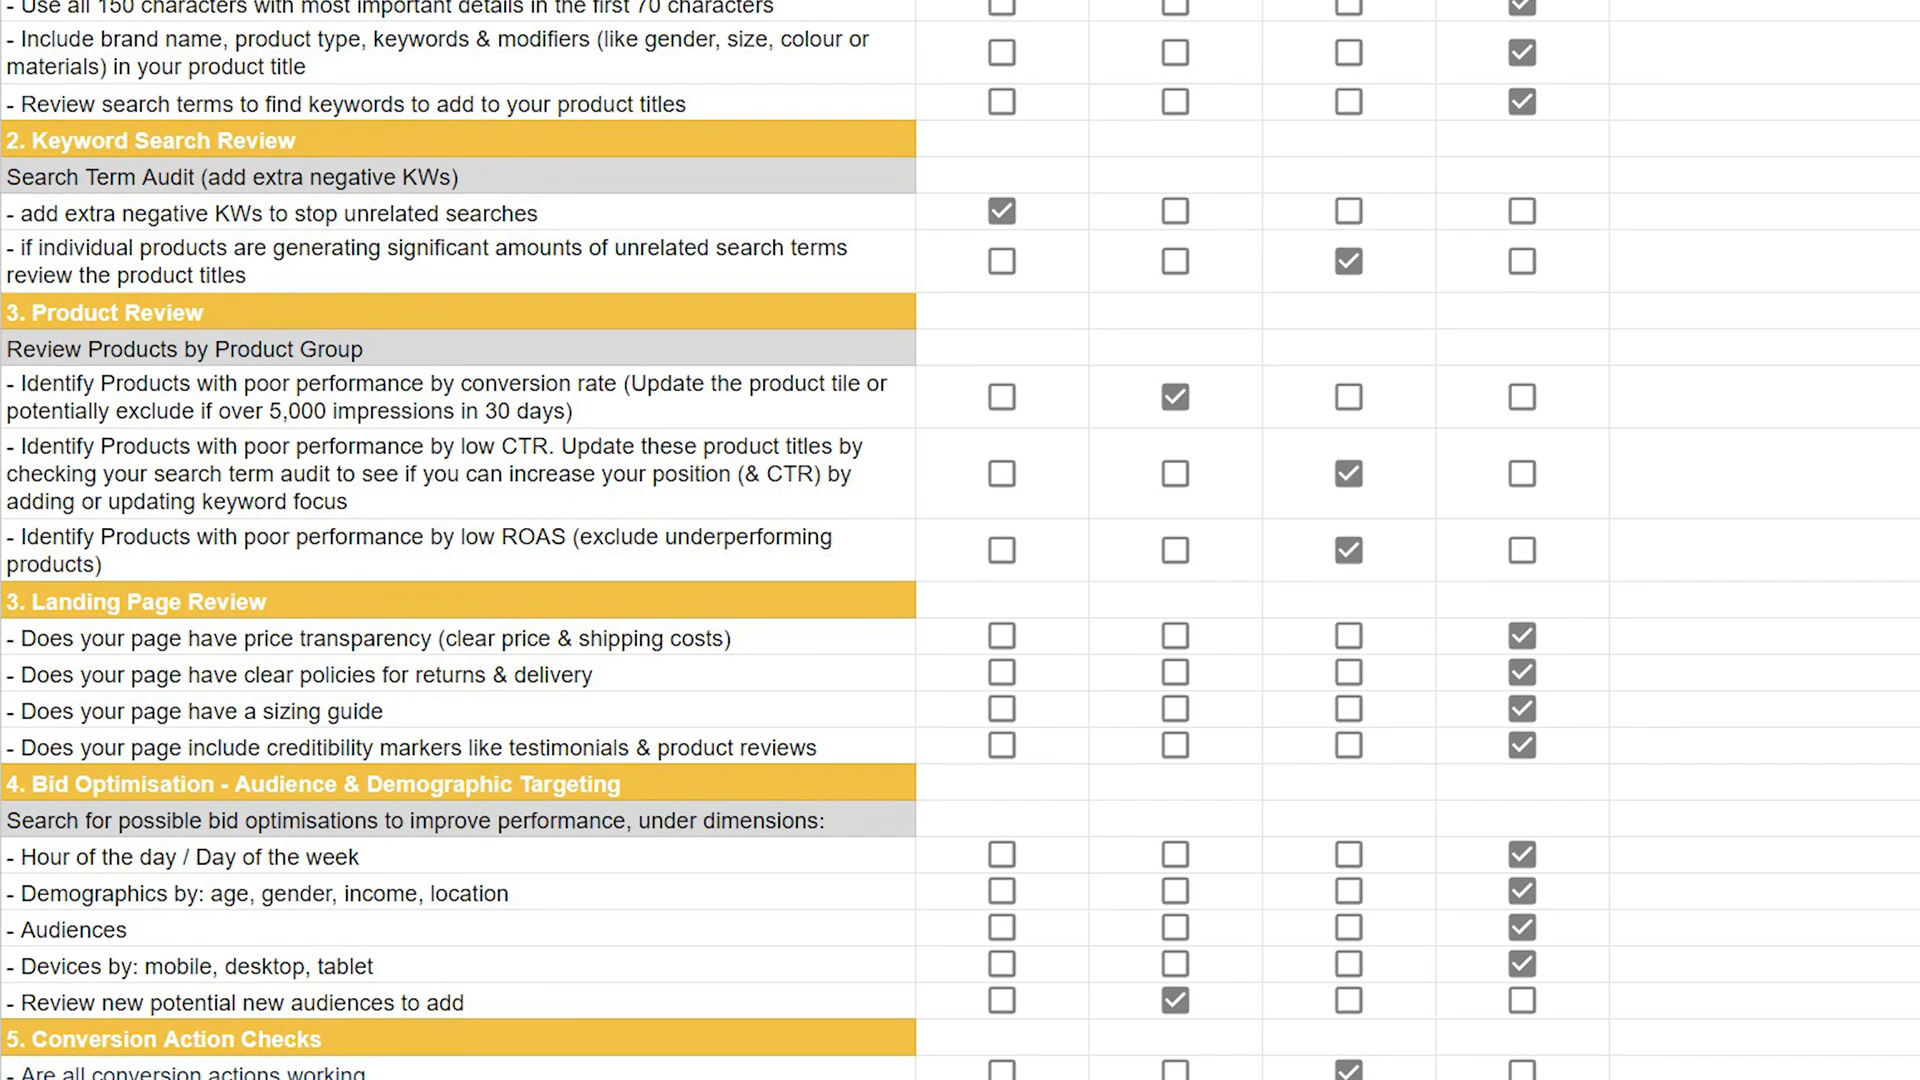 - Use all 150 characters with most important details in the first 70 characters
- Include brand name, product type, keywords & modifiers (like gender, size, colour or
materials) in your product title
- Review search terms to find keywords to add to your product titles
2. Keyword Search Review
Search Term Audit (add extra negative KWs)
- add extra negative KWs to stop unrelated searches
- if individual products are generating significant amounts of unrelated search terms
review the product titles
3. Product Review
Review Products by Product Group
- Identify Products with poor performance by conversion rate (Update the product tile or
potentially exclude if over 5,000 impressions in 30 days)
- Identify Products with poor performance by low CTR. Update these product titles by
checking your search term audit to see if you can increase your position (& CTR) by
adding or updating keyword focus
- Identify Products with poor performance by low ROAS (exclude underperforming
products)
3. Landing Page Review
- Does your page have price transparency (clear price & shipping costs)
- Does your page have clear policies for returns & delivery
- Does your page have a sizing guide
- Does your page include creditibility markers like testimonials & product reviews
4. Bid Optimisation - Audience & Demographic Targeting
Search for possible bid optimisations to improve performance, under dimensions:
- Hour of the day / Day of the week
- Demographics by: age, gender, income, location
- Audiences
- Devices by: mobile, desktop, tablet
- Review new potential new audiences to add
5. Conversion Action Checks
- Are all conversion actions working